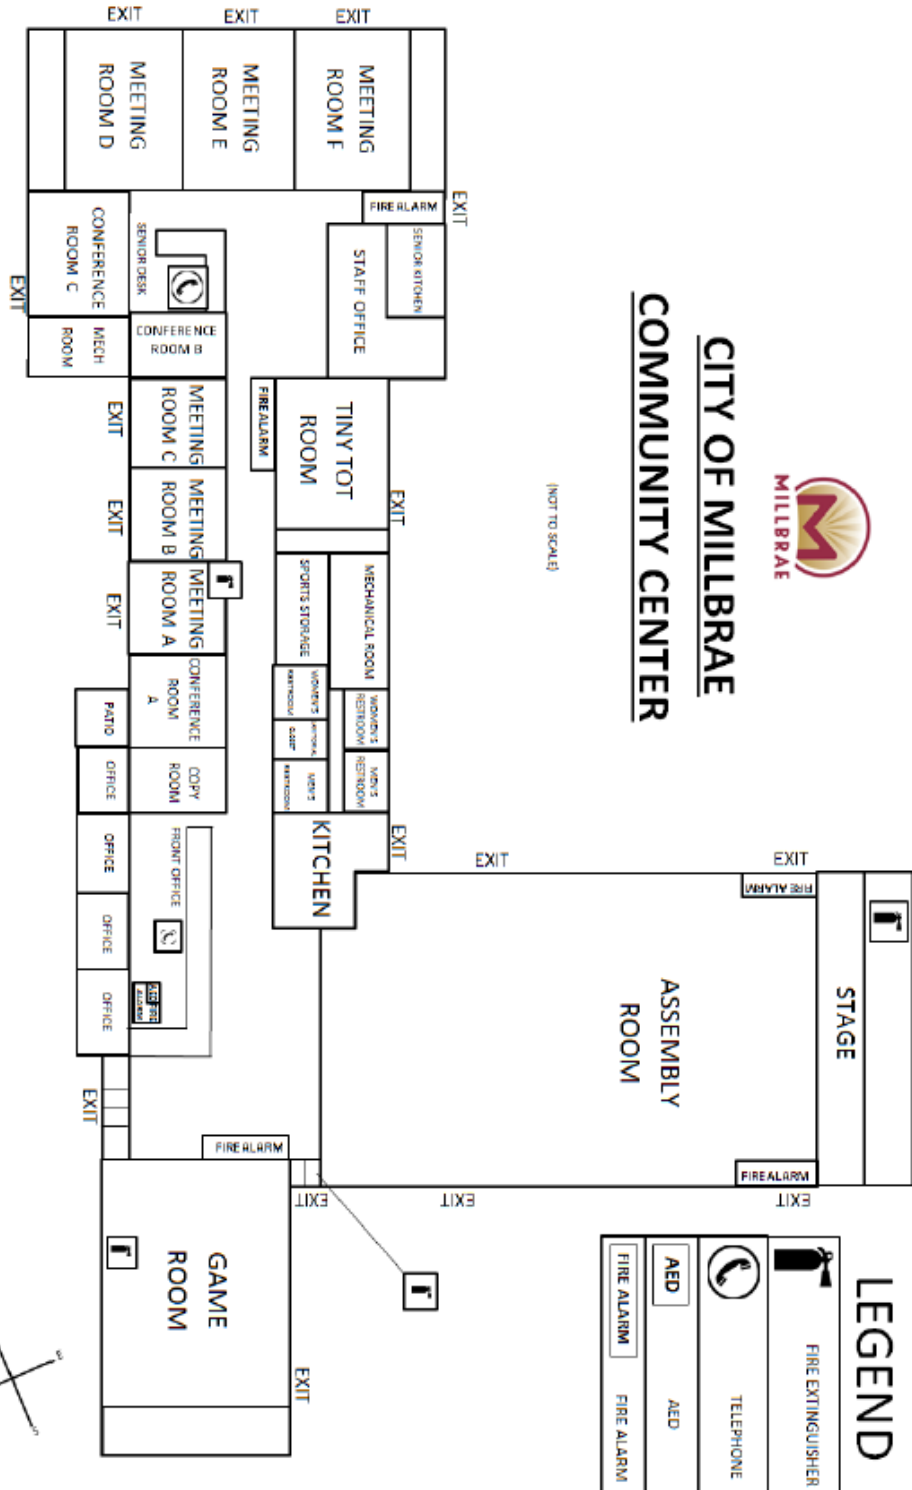 MILLBRAE
CITY OF MILLBRAE
COMMUNITY CENTER
(NOT TO SCALE)
EXIT
EXIT
EXIT
MEETING
ROOM D
MEETING
ROOM E
MEETING
ROOM F
FIRE ALARM
EXIT
SENIOR KITCHEN
STAFF OFFICE
CONFERENCE
ROOM C
EXIT
SENIOR DESK
MECH
ROOM
CONFERENCE
ROOM B
EXIT
MEETING
ROOM C
FIRE ALARM
TINY TOT
ROOM
EXIT
EXIT
MEETING
ROOM B
EXIT
MEETING
ROOM A
SPORTS STORAGE
MECHANICAL ROOM
WOMEN'S
RESTROOM
JANITORIAL
CLOSET
MEN'S
RESTROOM
WOMEN'S
RESTROOM
MEN'S
RESTROOM
CONFERENCE
ROOM
A
PATIO
COPY
ROOM
OFFICE
OFFICE
OFFICE
OFFICE
FRONT OFFICE
AED FIRE
ALARM
KITCHEN
EXIT
EXIT
EXIT
FIRE ALARM
STAGE
ASSEMBLY
ROOM
FIRE ALARM
EXIT
EXIT
EXIT
EXIT
FIRE ALARM
GAME
ROOM
EXIT
LEGEND
FIRE EXTINGUISHER
TELEPHONE
AED
AED
FIRE ALARM
FIRE ALARM